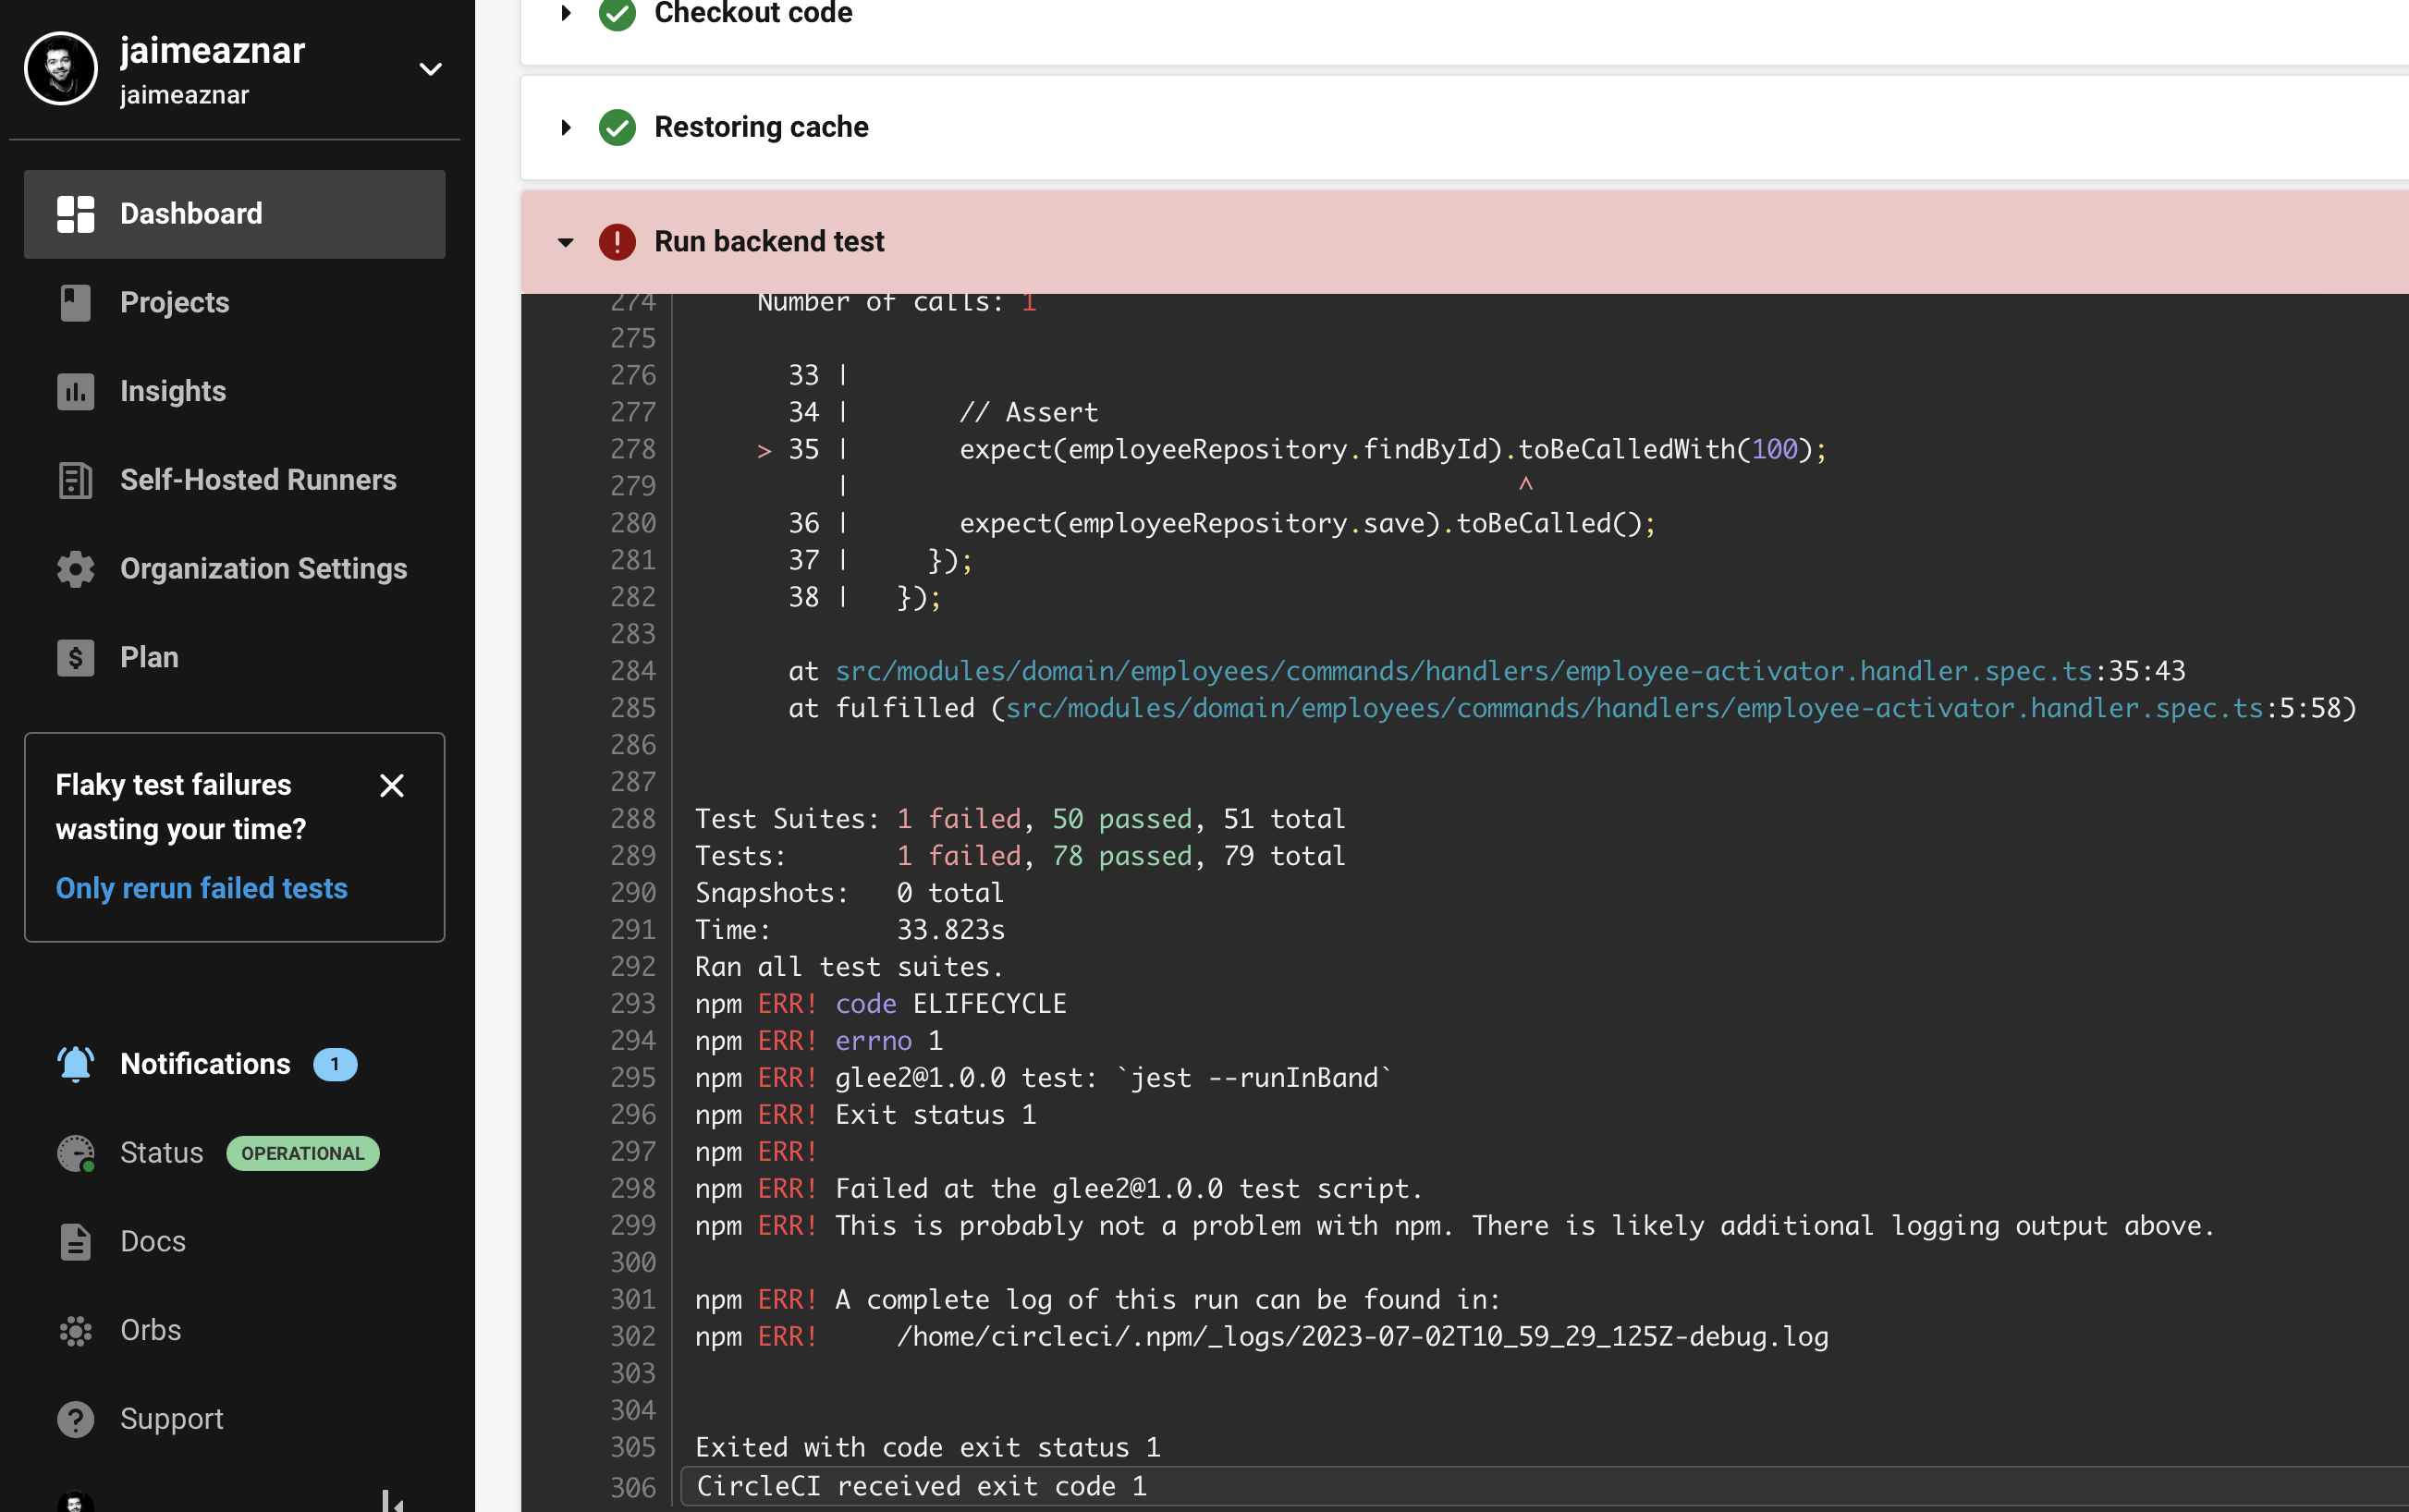 jaimeaznar
jaimeaznar
Dashboard
Projects
Insights
Self-Hosted Runners
Organization Settings
Plan
Flaky test failures
wasting your time?
Only rerun failed tests
Notifications 1
Status OPERATIONAL
Docs
Orbs
Support
Checkout code
Restoring cache
Run backend test
274 Number of calls: 1
275
276 33 |
277 34 | // Assert
278 > 35 | expect(employeeRepository.findById).toBeCalledWith(100);
279 | ^
280 36 | expect(employeeRepository.save).toBeCalled();
281 37 | });
282 38 | });
283
284 at src/modules/domain/employees/commands/handlers/employee-activator.handler.spec.ts:35:43
285 at fulfilled (src/modules/domain/employees/commands/handlers/employee-activator.handler.spec.ts:5:58)
286
287
288 Test Suites: 1 failed, 50 passed, 51 total
289 Tests: 1 failed, 78 passed, 79 total
290 Snapshots: 0 total
291 Time: 33.823s
292 Ran all test suites.
293 npm ERR! code ELIFECYCLE
294 npm ERR! errno 1
295 npm ERR! glee2@1.0.0 test: `jest --runInBand`
296 npm ERR! Exit status 1
297 npm ERR!
298 npm ERR! Failed at the glee2@1.0.0 test script.
299 npm ERR! This is probably not a problem with npm. There is likely additional logging output above.
300
301 npm ERR! A complete log of this run can be found in:
302 npm ERR! /home/circleci/.npm/_logs/2023-07-02T10_59_29_125Z-debug.log
303
304
305 Exited with code exit status 1
306 CircleCI received exit code 1